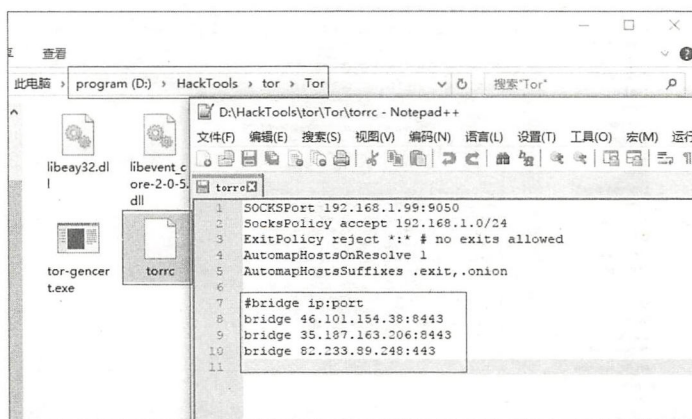 查看
此电脑 > program (D:) > HackTools > tor > Tor
搜索"Tor"
D:\HackTools\tor\Tor\torrc - Notepad++
文件(F) 编辑(E) 搜索(S) 视图(V) 编码(N) 语言(L) 设置(T) 工具(O) 宏(M) 运行
libeay32.dl
l
libevent_c
ore-2-0-5.
dll
tor-gencer
t.exe
torrc
torrc
1 SOCKSPort 192.168.1.99:9050
2 SocksPolicy accept 192.168.1.0/24
3 ExitPolicy reject *:* # no exits allowed
4 AutomapHostsOnResolve 1
5 AutomapHostsSuffixes .exit,.onion
6
7 #bridge ip:port
8 bridge 46.101.154.38:8443
9 bridge 35.187.163.206:8443
10 bridge 82.233.89.248:443
11